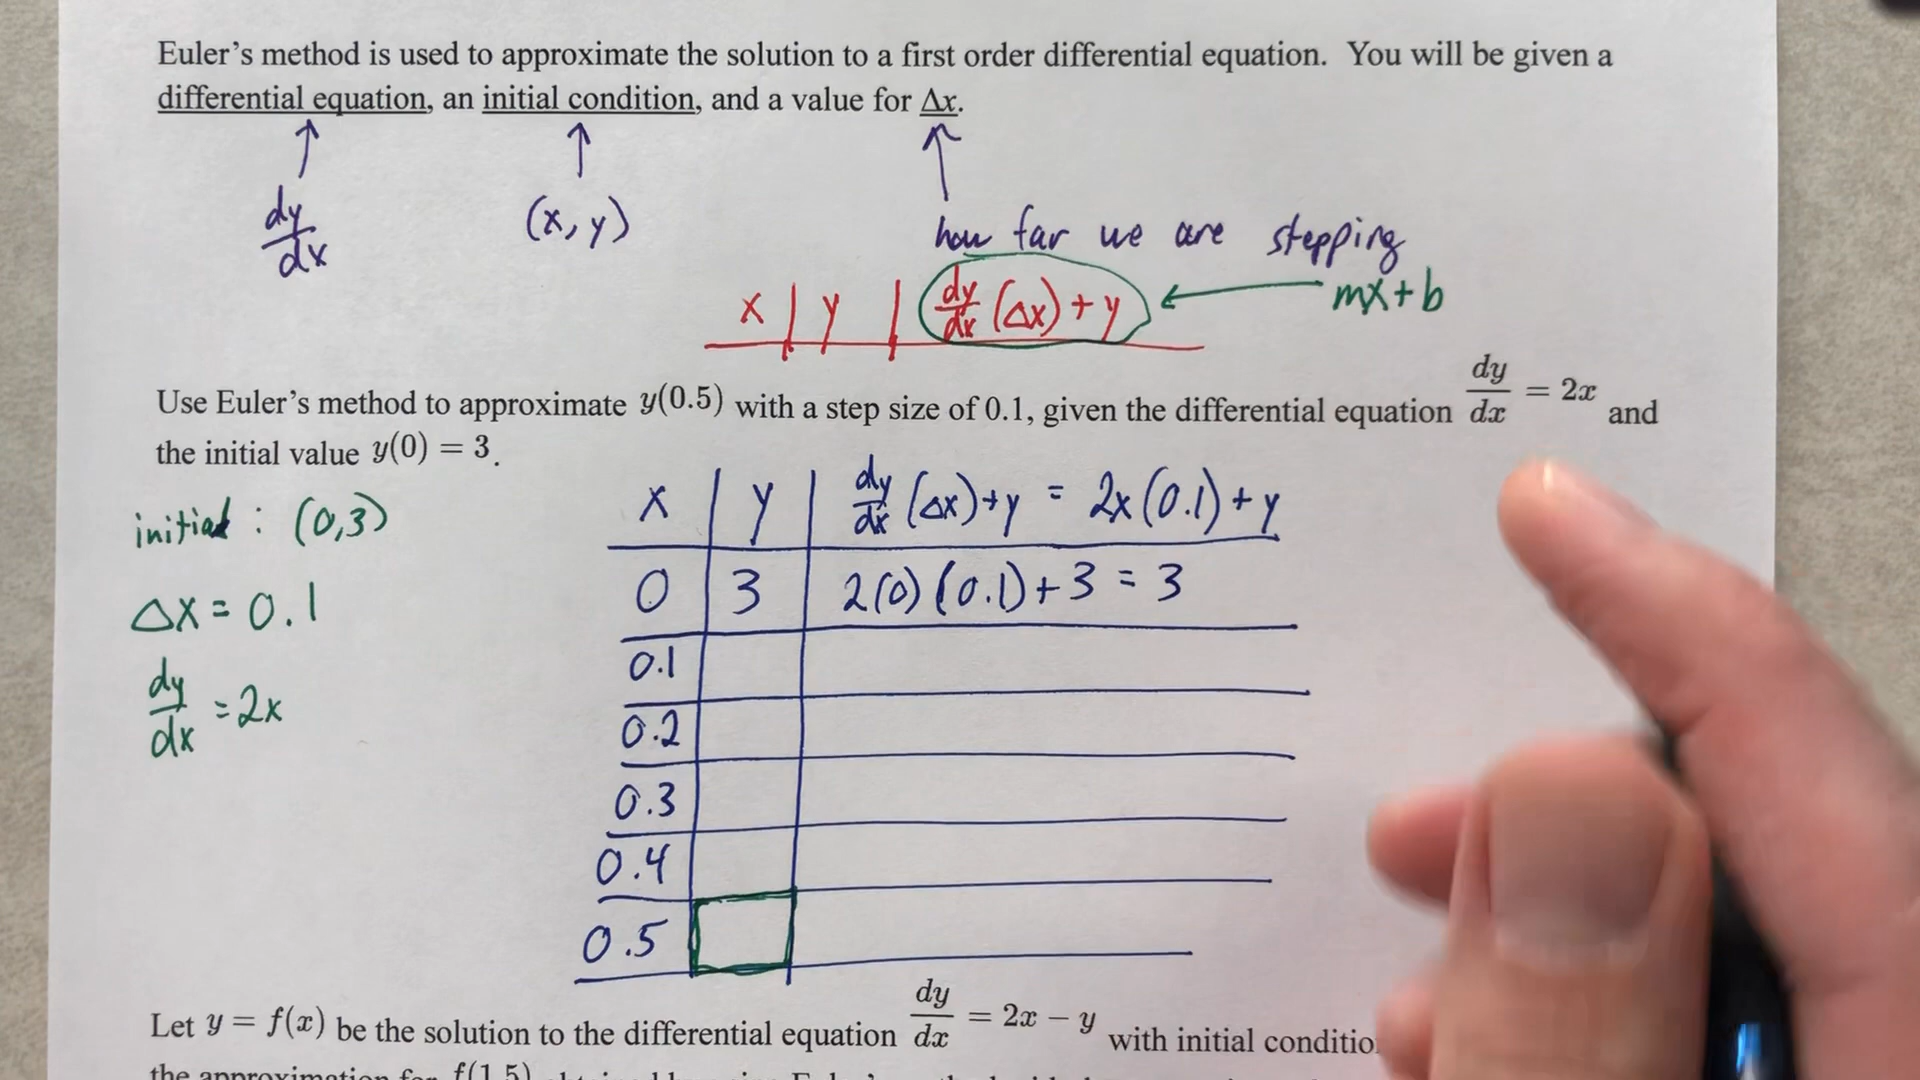 Euler's method is used to approximate the solution to a first order differential equation. You will be given a
differential equation, an initial condition, and a value for Δx.
dy/dx (x, y) how far we are stepping
x | y | dy/dx (Δx) + y ← mx + b
Use Euler's method to approximate y(0.5) with a step size of 0.1, given the differential equation dy/dx = 2x and
the initial value y(0) = 3.
initial : (0,3)
Δx = 0.1
dy/dx = 2x
x | y | dy/dx (Δx) + y = 2x (0.1) + y
0 | 3 | 2(0) (0.1) + 3 = 3
0.1
0.2
0.3
0.4
0.5
Let y = f(x) be the solution to the differential equation dy/dx = 2x − y with initial conditio
the approximation for f(1.5)